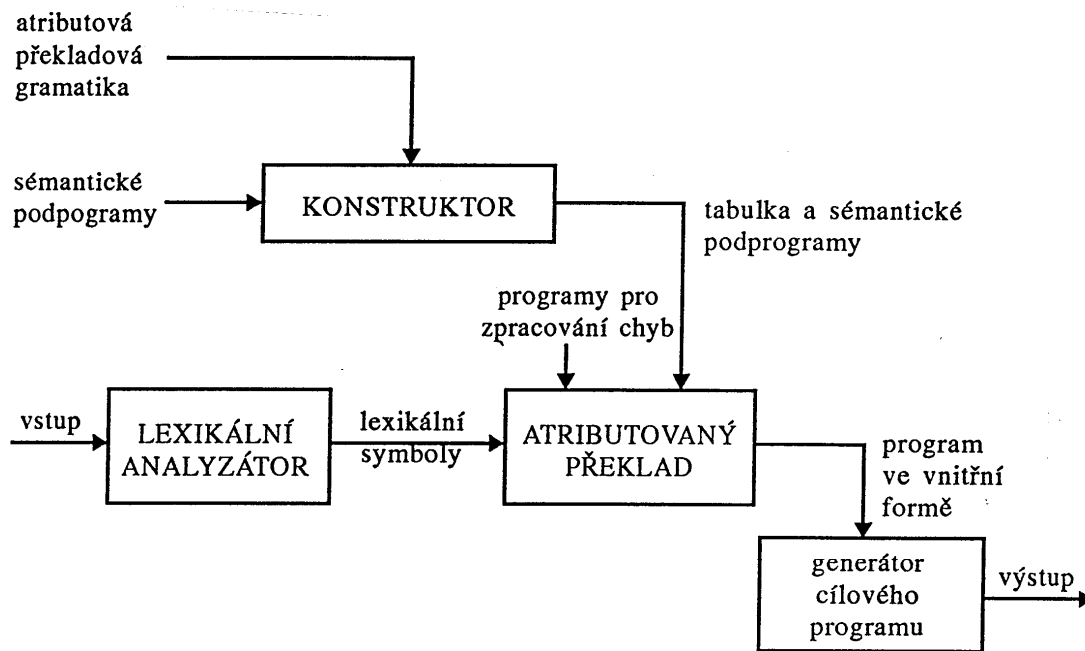 atributová
překladová
gramatika
sémantické
podpogramy
KONSTRUKTOR
tabulka a sémantické
podprogramy
programy pro
zpracování chyb
vstup
LEXIKÁLNÍ
ANALYZÁTOR
lexikální
symboly
ATRIBUTOVANÝ
PŘEKLAD
program
ve vnitřní
formě
generátor
cílového
programu
výstup